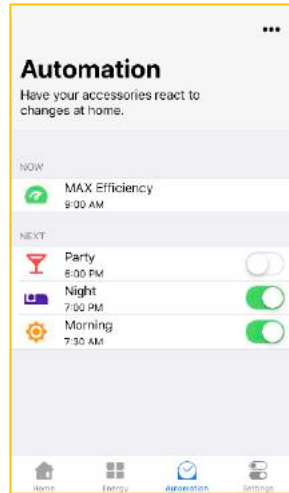 Automation
Have your accessories react to
changes at home.
NOW
MAX Efficiency
9:00 AM
NEXT
Party
6:00 PM
Night
7:00 PM
Morning
7:30 AM
Home Energy Automation Settings